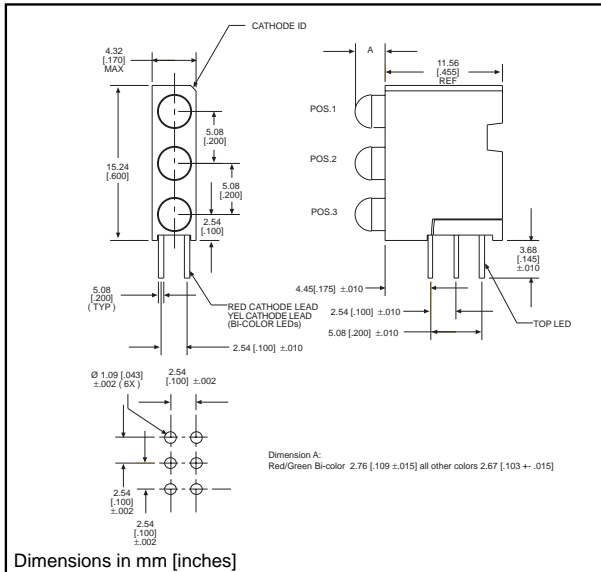 CATHODE ID
4.32
[.170]
MAX
A
11.56
[.455]
REF
POS.1
5.08
[.200]
15.24
[.600]
POS.2
5.08
[.200]
POS.3
2.54
[.100]
3.68
[.145]
±.010
5.08
[.200]
( TYP )
4.45[.175] ±.010
RED CATHODE LEAD
YEL CATHODE LEAD
(BI-COLOR LEDs)
2.54 [.100] ±.010
TOP LED
5.08 [.200] ±.010
2.54 [.100] ±.010
Ø 1.09 [.043]
±.002 ( 6X )
2.54
[.100] ±.002
Dimension A:
Red/Green Bi-color 2.76 [.109 ±.015] all other colors 2.67 [.103 +- .015]
2.54
[.100]
±.002
2.54
[.100]
±.002
Dimensions in mm [inches]